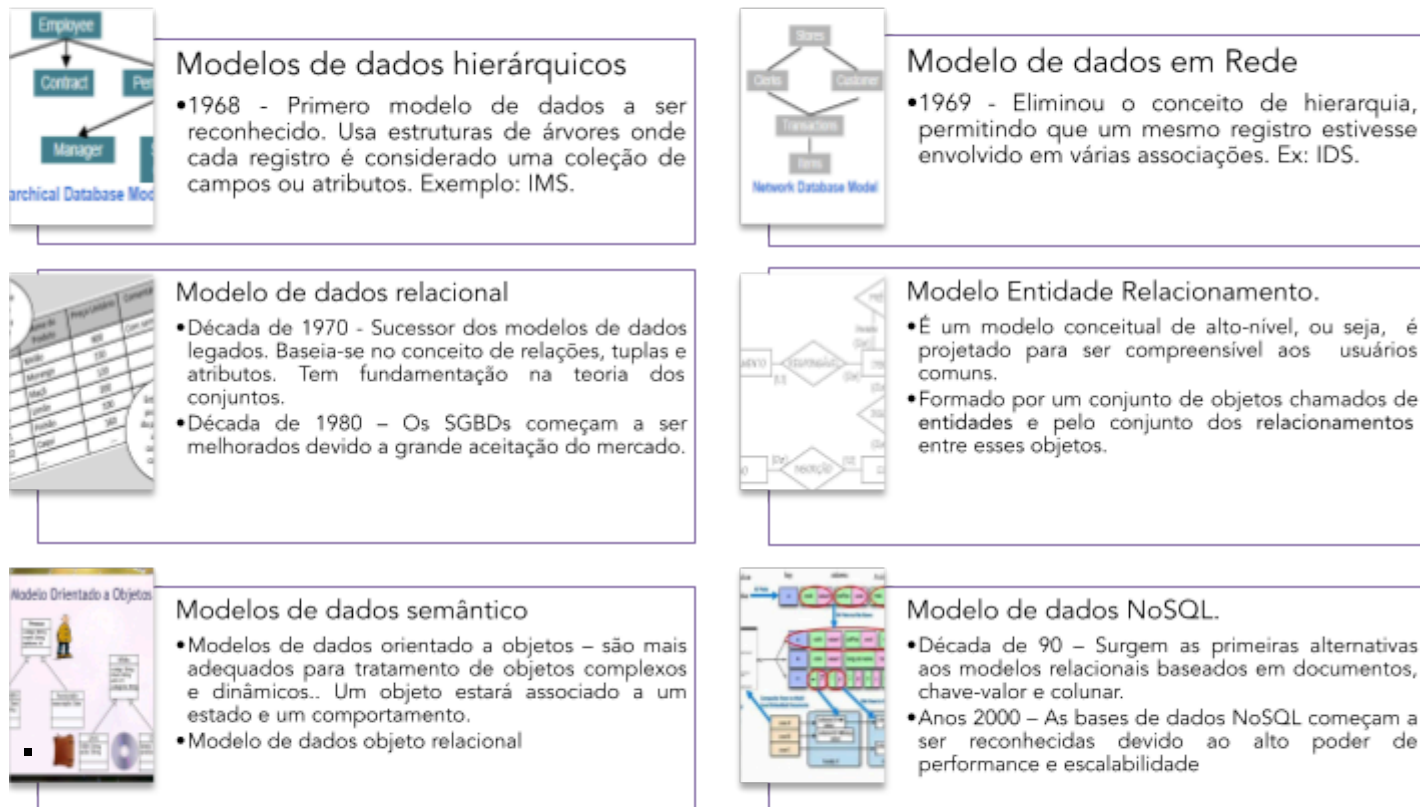 Employee
Contract
Manager
archical Database Mod
Modelos de dados hierárquicos
•1968 - Primero modelo de dados a ser
reconhecido. Usa estruturas de árvores onde
cada registro é considerado uma coleção de
campos ou atributos. Exemplo: IMS.
Stores
Clerks
Customer
Transactions
Items
Network Database Model
Modelo de dados em Rede
•1969 - Eliminou o conceito de hierarquia,
permitindo que um mesmo registro estivesse
envolvido em várias associações. Ex: IDS.
Modelo de dados relacional
•Década de 1970 - Sucessor dos modelos de dados
legados. Baseia-se no conceito de relações, tuplas e
atributos. Tem fundamentação na teoria dos
conjuntos.
•Década de 1980 – Os SGBDs começam a ser
melhorados devido a grande aceitação do mercado.
Modelo Entidade Relacionamento.
•É um modelo conceitual de alto-nível, ou seja, é
projetado para ser compreensível aos usuários
comuns.
•Formado por um conjunto de objetos chamados de
entidades e pelo conjunto dos relacionamentos
entre esses objetos.
Modelo Orientado a Objetos
Modelos de dados semântico
•Modelos de dados orientado a objetos – são mais
adequados para tratamento de objetos complexos
e dinâmicos.. Um objeto estará associado a um
estado e um comportamento.
•Modelo de dados objeto relacional
Modelo de dados NoSQL.
•Década de 90 – Surgem as primeiras alternativas
aos modelos relacionais baseados em documentos,
chave-valor e colunar.
•Anos 2000 – As bases de dados NoSQL começam a
ser reconhecidas devido ao alto poder de
performance e escalabilidade